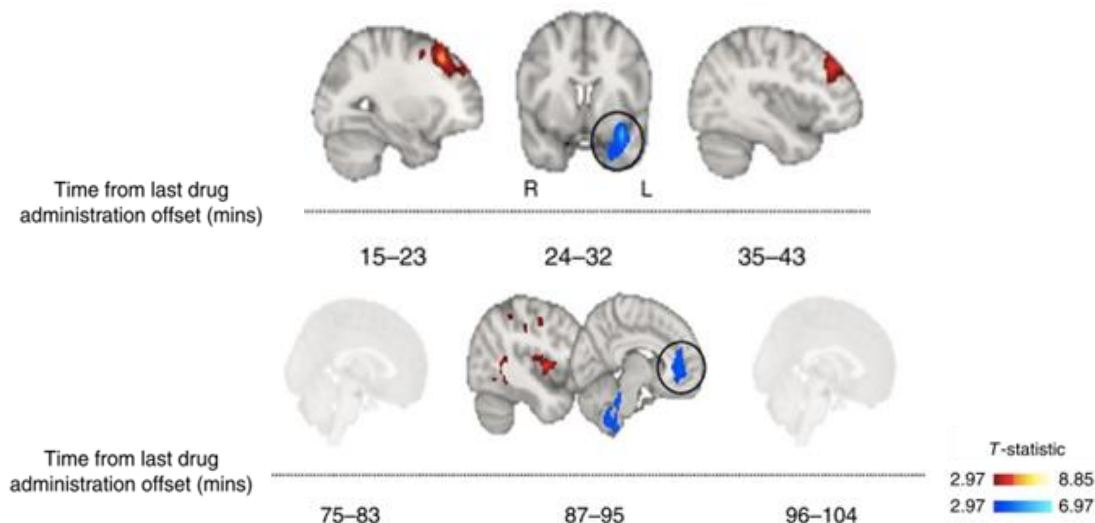 R L
Time from last drug
administration offset (mins)
15–23 24–32 35–43
Time from last drug
administration offset (mins)
T-statistic
2.97 8.85
2.97 6.97
75–83 87–95 96–104